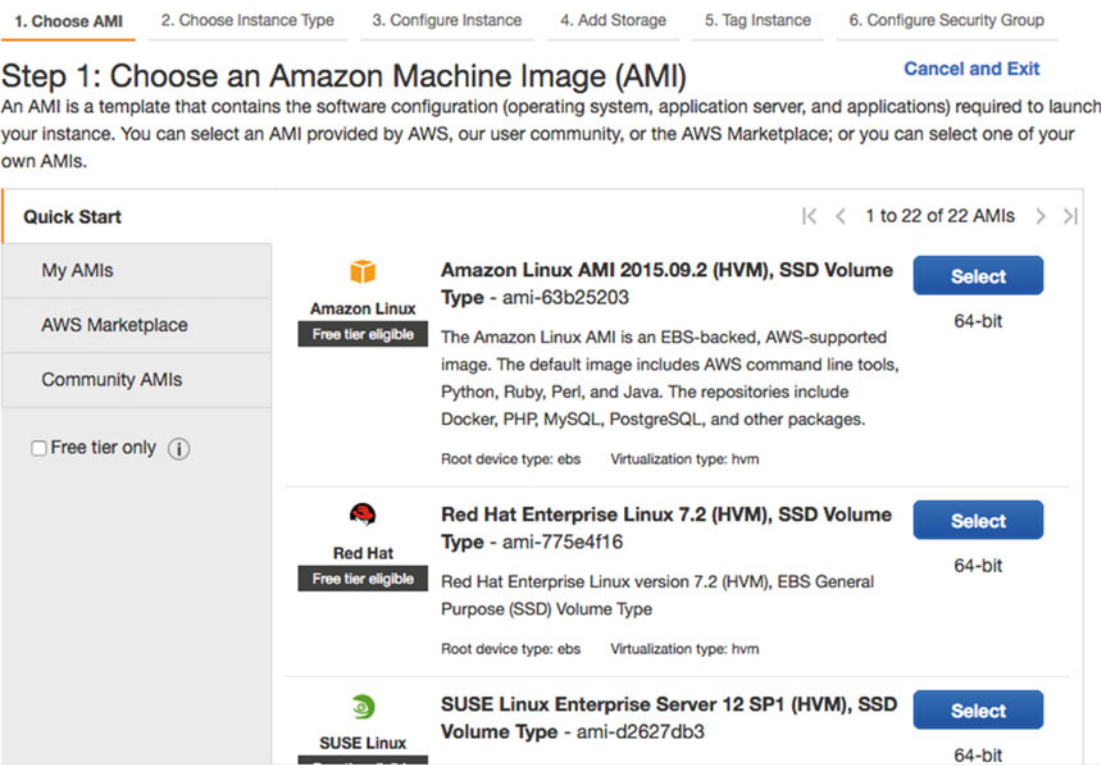 1. Choose AMI 2. Choose Instance Type 3. Configure Instance 4. Add Storage 5. Tag Instance 6. Configure Security Group
Step 1: Choose an Amazon Machine Image (AMI)
Cancel and Exit
An AMI is a template that contains the software configuration (operating system, application server, and applications) required to launch
your instance. You can select an AMI provided by AWS, our user community, or the AWS Marketplace; or you can select one of your
own AMIs.
Quick Start
1 to 22 of 22 AMIs
My AMIs
AWS Marketplace
Community AMIs
Free tier only
Amazon Linux
Free tier eligible
Amazon Linux AMI 2015.09.2 (HVM), SSD Volume
Type - ami-63b25203
The Amazon Linux AMI is an EBS-backed, AWS-supported
image. The default image includes AWS command line tools,
Python, Ruby, Perl, and Java. The repositories include
Docker, PHP, MySQL, PostgreSQL, and other packages.
Root device type: ebs Virtualization type: hvm
Select
64-bit
Red Hat
Free tier eligible
Red Hat Enterprise Linux 7.2 (HVM), SSD Volume
Type - ami-775e4f16
Red Hat Enterprise Linux version 7.2 (HVM), EBS General
Purpose (SSD) Volume Type
Root device type: ebs Virtualization type: hvm
Select
64-bit
SUSE Linux
SUSE Linux Enterprise Server 12 SP1 (HVM), SSD
Volume Type - ami-d2627db3
Select
64-bit